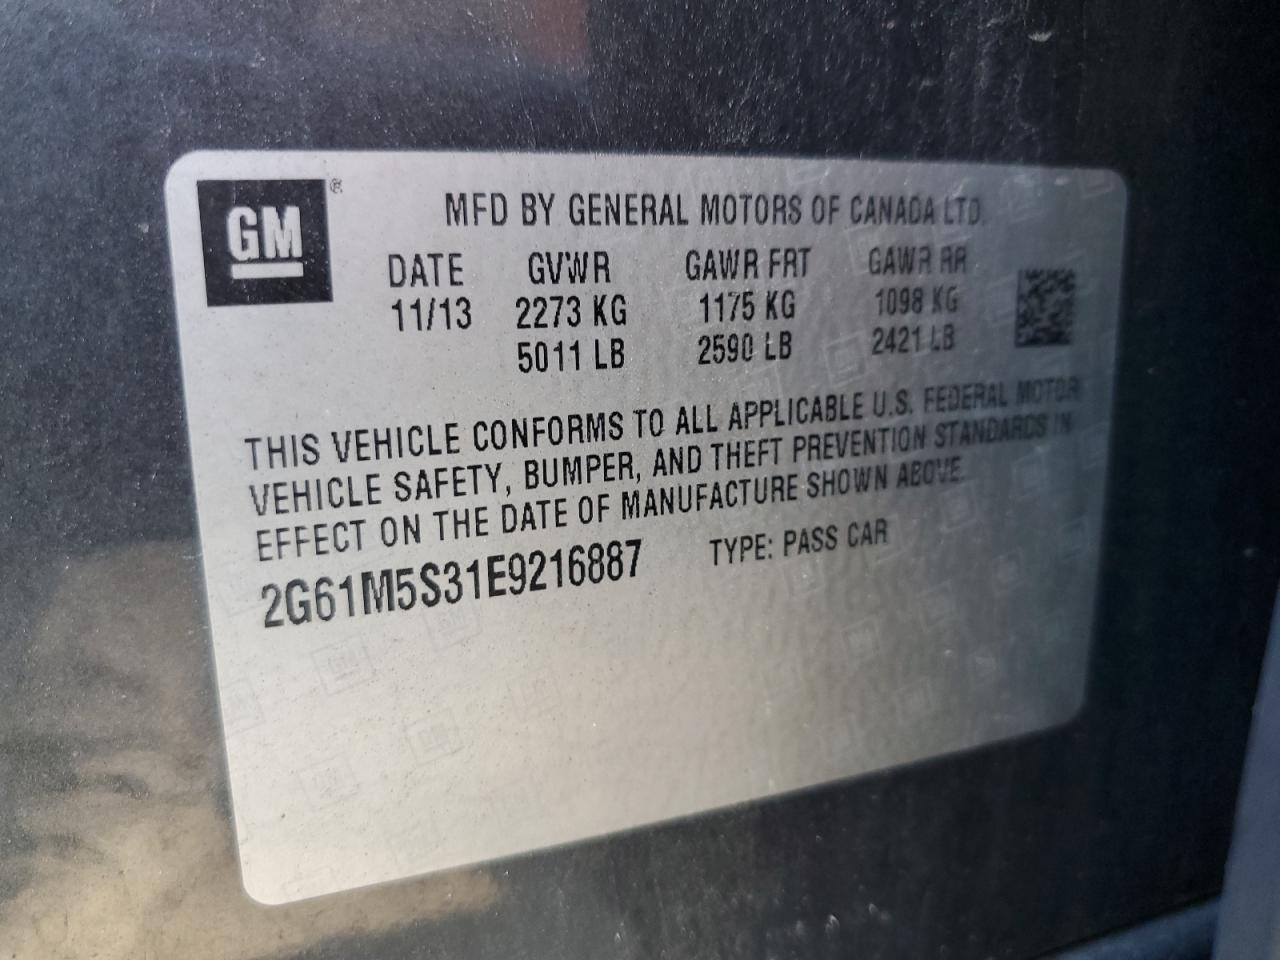 GM ®
MFD BY GENERAL MOTORS OF CANADA LTD.
DATE GVWR GAWR FRT GAWR RR
11/13 2273 KG 1175 KG 1098 KG
5011 LB 2590 LB 2421 LB
THIS VEHICLE CONFORMS TO ALL APPLICABLE U.S. FEDERAL MOTOR
VEHICLE SAFETY, BUMPER, AND THEFT PREVENTION STANDARDS IN
EFFECT ON THE DATE OF MANUFACTURE SHOWN ABOVE.
2G61M5S31E9216887 TYPE: PASS CAR